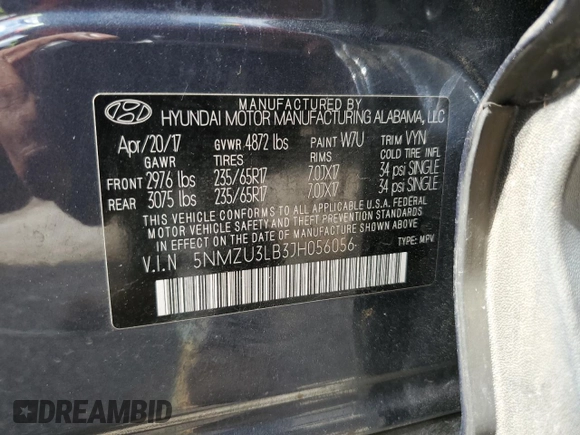 MANUFACTURED BY
HYUNDAI MOTOR MANUFACTURING ALABAMA, LLC
Apr/20/17 GVWR 4872 lbs PAINT W7U TRIM VYN
GAWR TIRES RIMS COLD TIRE INFL
FRONT 2976 lbs 235/65R17 7.0JX17 34 psi SINGLE
REAR 3075 lbs 235/65R17 7.0JX17 34 psi SINGLE
THIS VEHICLE CONFORMS TO ALL APPLICABLE U.S.A. FEDERAL
MOTOR VEHICLE SAFETY AND THEFT PREVENTION STANDARDS
IN EFFECT ON THE DATE OF MANUFACTURE SHOWN ABOVE.
V.I.N 5NMZU3LB3JH056056 TYPE: MPV
DREAMBID